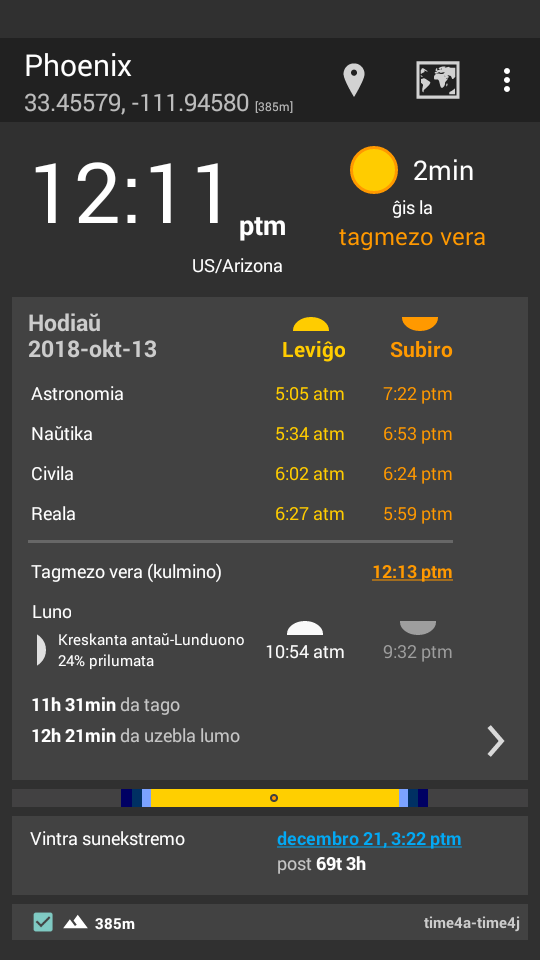 Phoenix
33.45579, -111.94580 [385m]
12:11 ptm
US/Arizona
2min
ĝis la
tagmezo vera
Hodiaŭ
2018-okt-13
Leviĝo Subiro
Astronomia 5:05 atm 7:22 ptm
Naŭtika 5:34 atm 6:53 ptm
Civila 6:02 atm 6:24 ptm
Reala 6:27 atm 5:59 ptm
Tagmezo vera (kulmino) 12:13 ptm
Luno
Kreskanta antaŭ-Lunduono
24% prilumata
10:54 atm 9:32 ptm
11h 31min da tago
12h 21min da uzebla lumo
Vintra sunekstremo decembro 21, 3:22 ptm
post 69t 3h
385m time4a-time4j